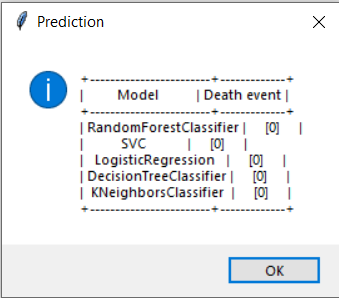 Prediction
+-------------------------+-------------+
| Model | Death event |
+-------------------------+-------------+
| RandomForestClassifier | [0] |
| SVC | [0] |
| LogisticRegression | [0] |
| DecisionTreeClassifier | [0] |
| KNeighborsClassifier | [0] |
+-------------------------+-------------+
OK